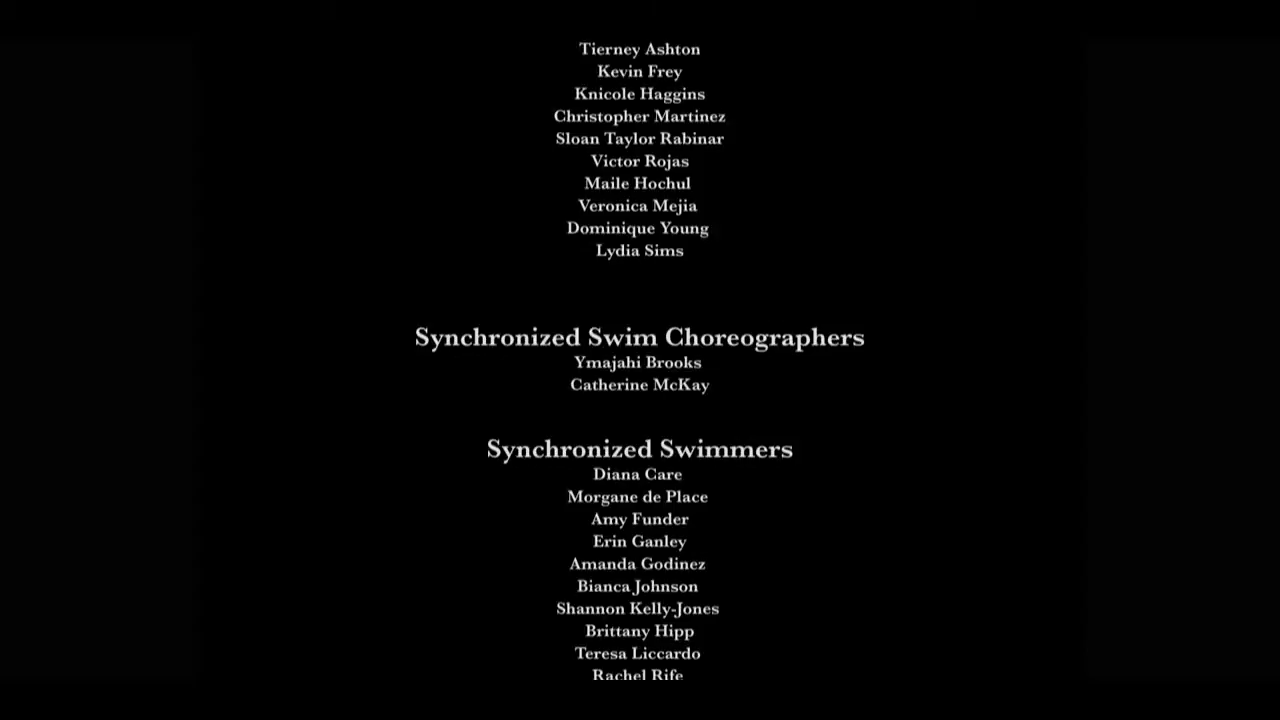 Tierney Ashton
Kevin Frey
Knicole Haggins
Christopher Martinez
Sloan Taylor Rabinar
Victor Rojas
Maile Hochul
Veronica Mejia
Dominique Young
Lydia Sims
Synchronized Swim Choreographers
Ymajahi Brooks
Catherine McKay
Synchronized Swimmers
Diana Care
Morgane de Place
Amy Funder
Erin Ganley
Amanda Godinez
Bianca Johnson
Shannon Kelly-Jones
Brittany Hipp
Teresa Liccardo
Rachel Rife